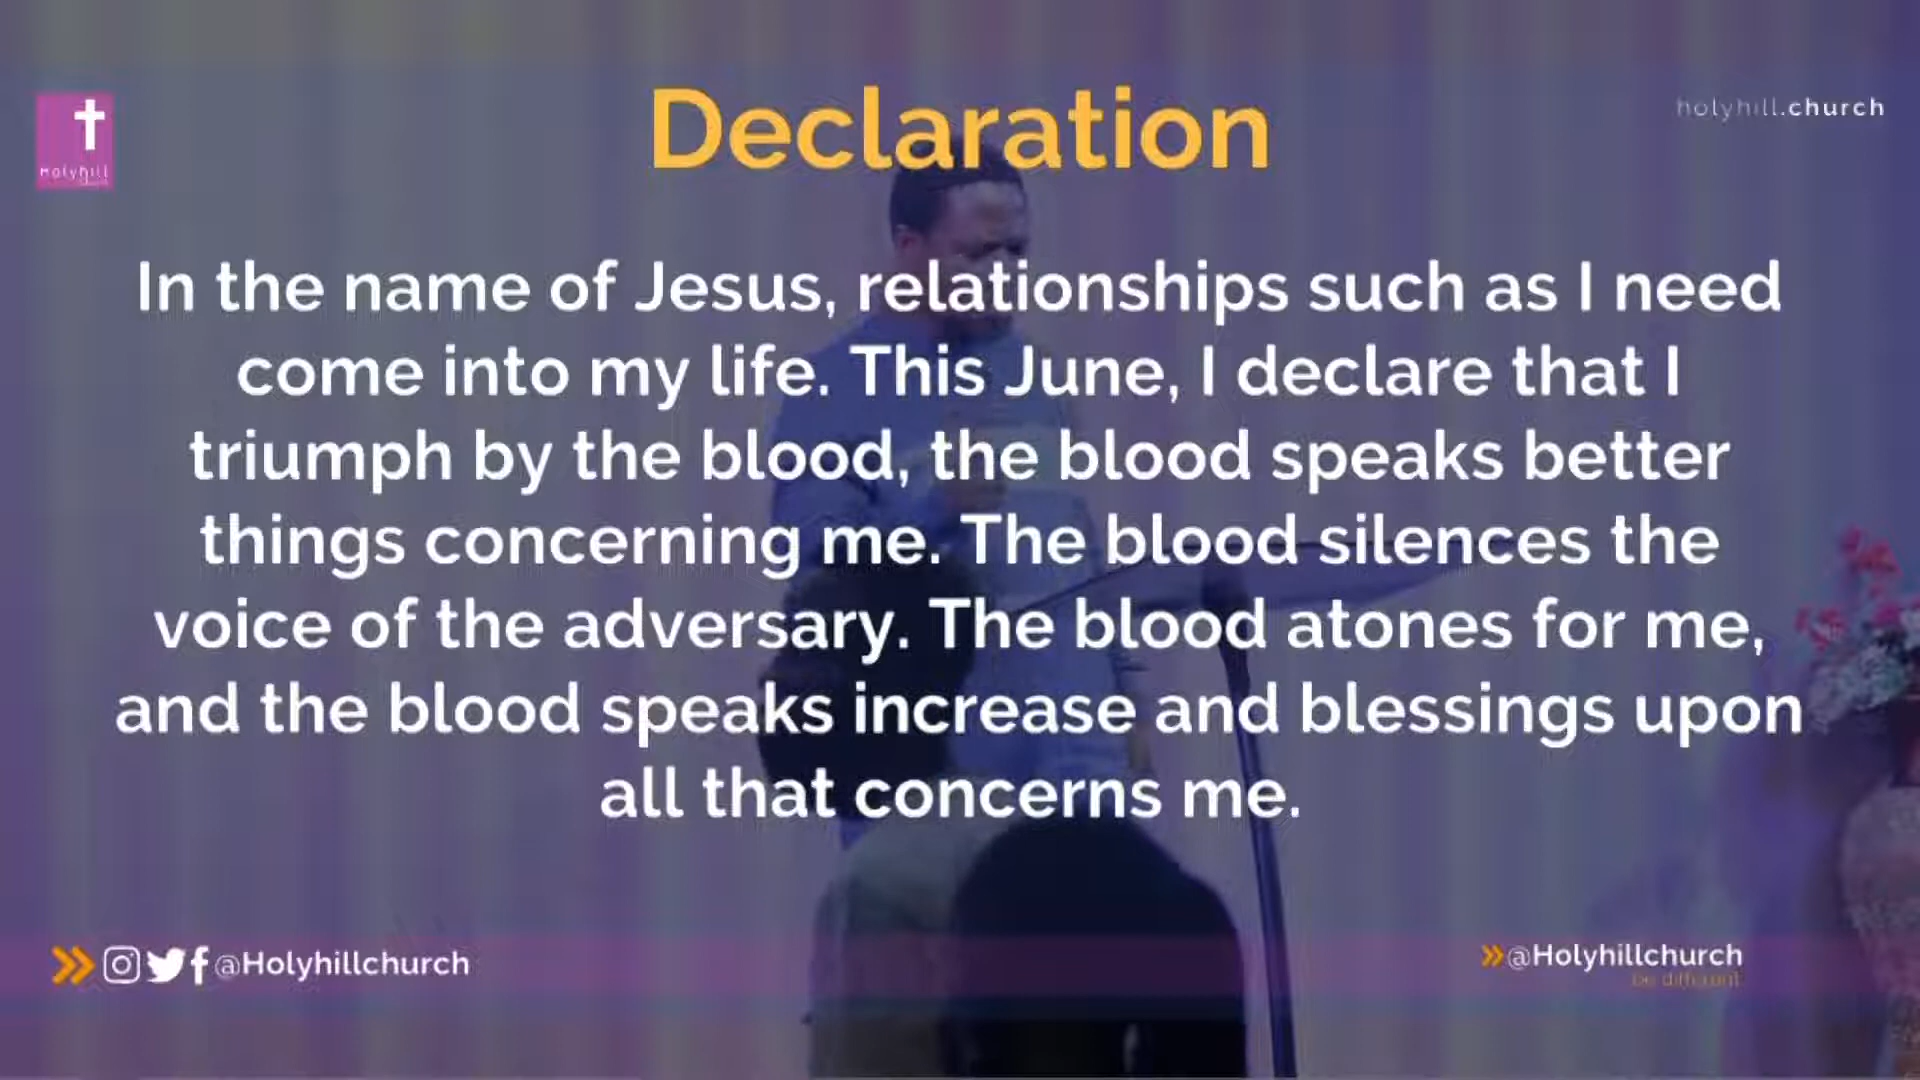 Declaration
holyhill.church
Holyhill
In the name of Jesus, relationships such as I need
come into my life. This June, I declare that I
triumph by the blood, the blood speaks better
things concerning me. The blood silences the
voice of the adversary. The blood atones for me,
and the blood speaks increase and blessings upon
all that concerns me.
@Holyhillchurch
@Holyhillchurch
be different